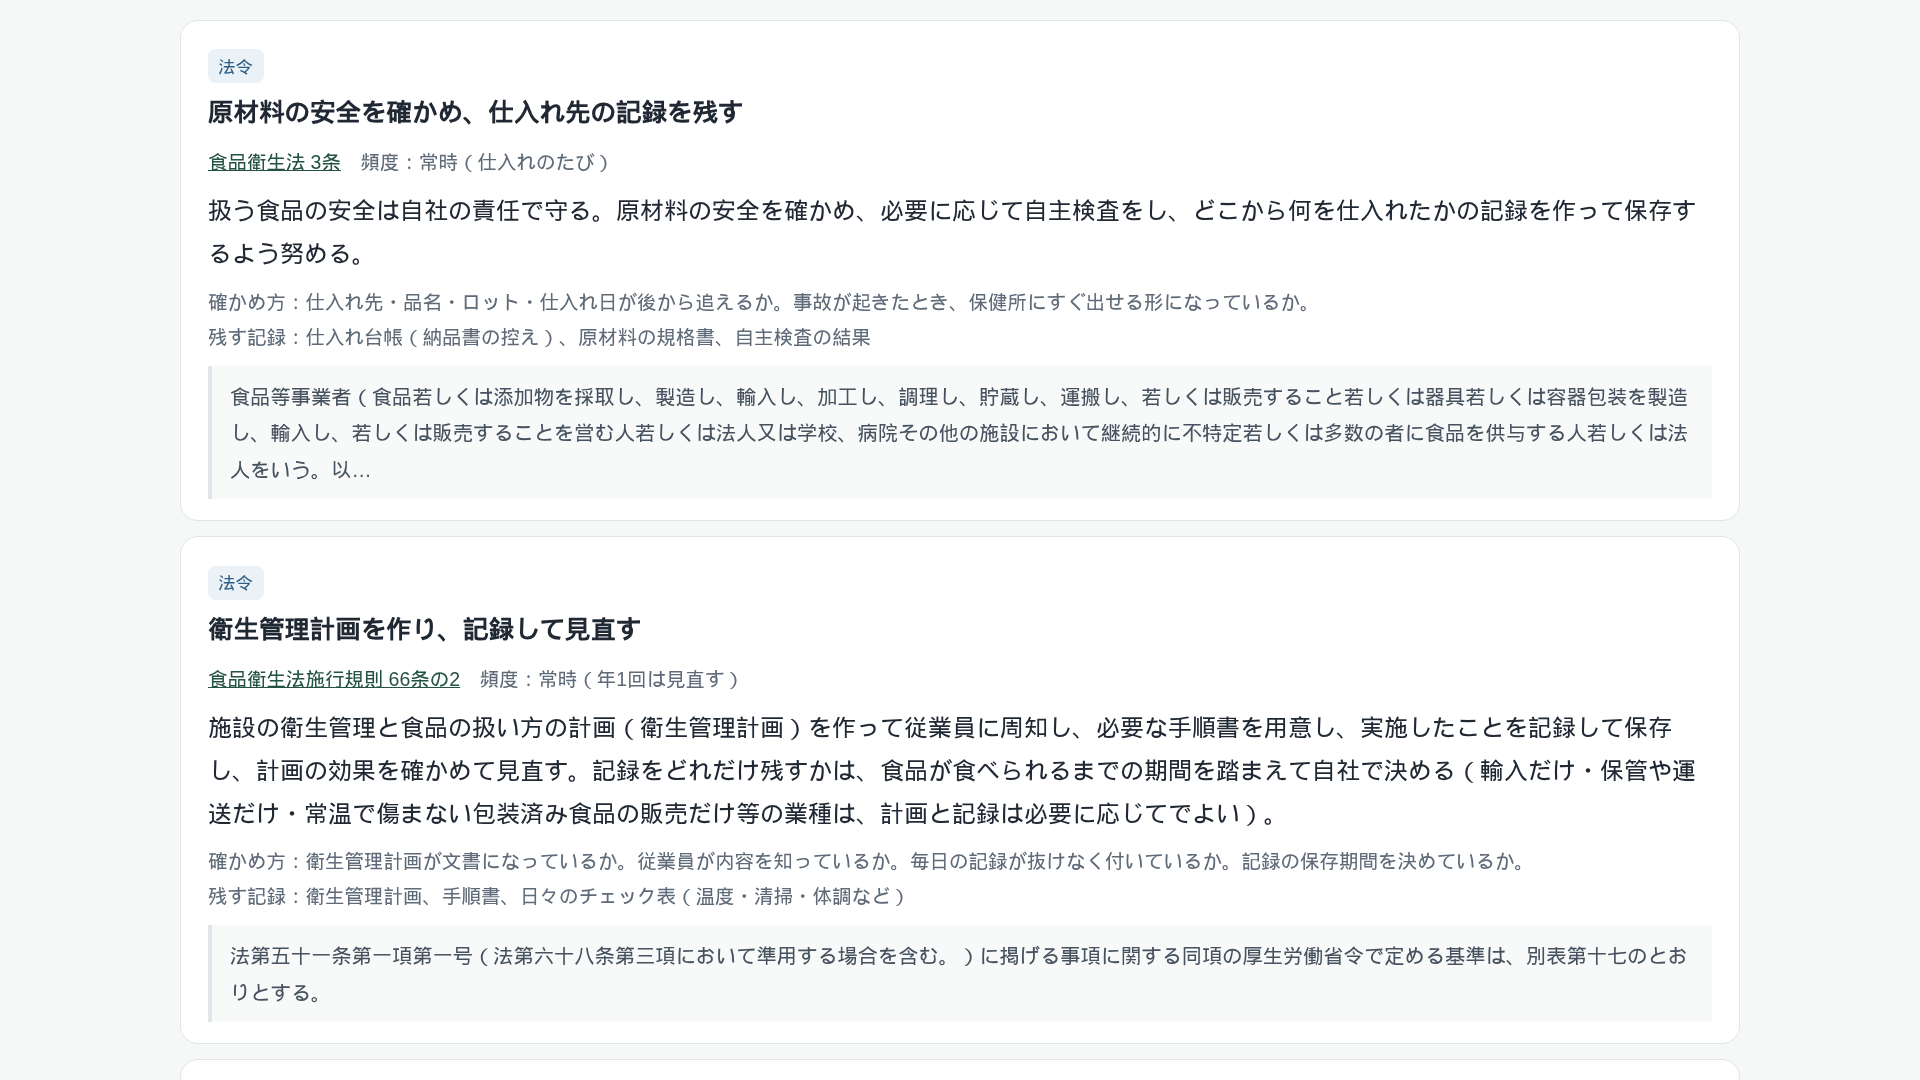 法令
原材料の安全を確かめ、仕入れ先の記録を残す
食品衛生法 3条 頻度：常時（仕入れのたび）
扱う食品の安全は自社の責任で守る。原材料の安全を確かめ、必要に応じて自主検査をし、どこから何を仕入れたかの記録を作って保存す
るよう努める。
確かめ方：仕入れ先・品名・ロット・仕入れ日が後から追えるか。事故が起きたとき、保健所にすぐ出せる形になっているか。
残す記録：仕入れ台帳（納品書の控え）、原材料の規格書、自主検査の結果
食品等事業者（食品若しくは添加物を採取し、製造し、輸入し、加工し、調理し、貯蔵し、運搬し、若しくは販売すること若しくは器具若しくは容器包装を製造
し、輸入し、若しくは販売することを営む人若しくは法人又は学校、病院その他の施設において継続的に不特定若しくは多数の者に食品を供与する人若しくは法
人をいう。以…
法令
衛生管理計画を作り、記録して見直す
食品衛生法施行規則 66条の2 頻度：常時（年1回は見直す）
施設の衛生管理と食品の扱い方の計画（衛生管理計画）を作って従業員に周知し、必要な手順書を用意し、実施したことを記録して保存
し、計画の効果を確かめて見直す。記録をどれだけ残すかは、食品が食べられるまでの期間を踏まえて自社で決める（輸入だけ・保管や運
送だけ・常温で傷まない包装済み食品の販売だけ等の業種は、計画と記録は必要に応じてでよい）。
確かめ方：衛生管理計画が文書になっているか。従業員が内容を知っているか。毎日の記録が抜けなく付いているか。記録の保存期間を決めているか。
残す記録：衛生管理計画、手順書、日々のチェック表（温度・清掃・体調など）
法第五十一条第一項第一号（法第六十八条第三項において準用する場合を含む。）に掲げる事項に関する同項の厚生労働省令で定める基準は、別表第十七のとお
りとする。